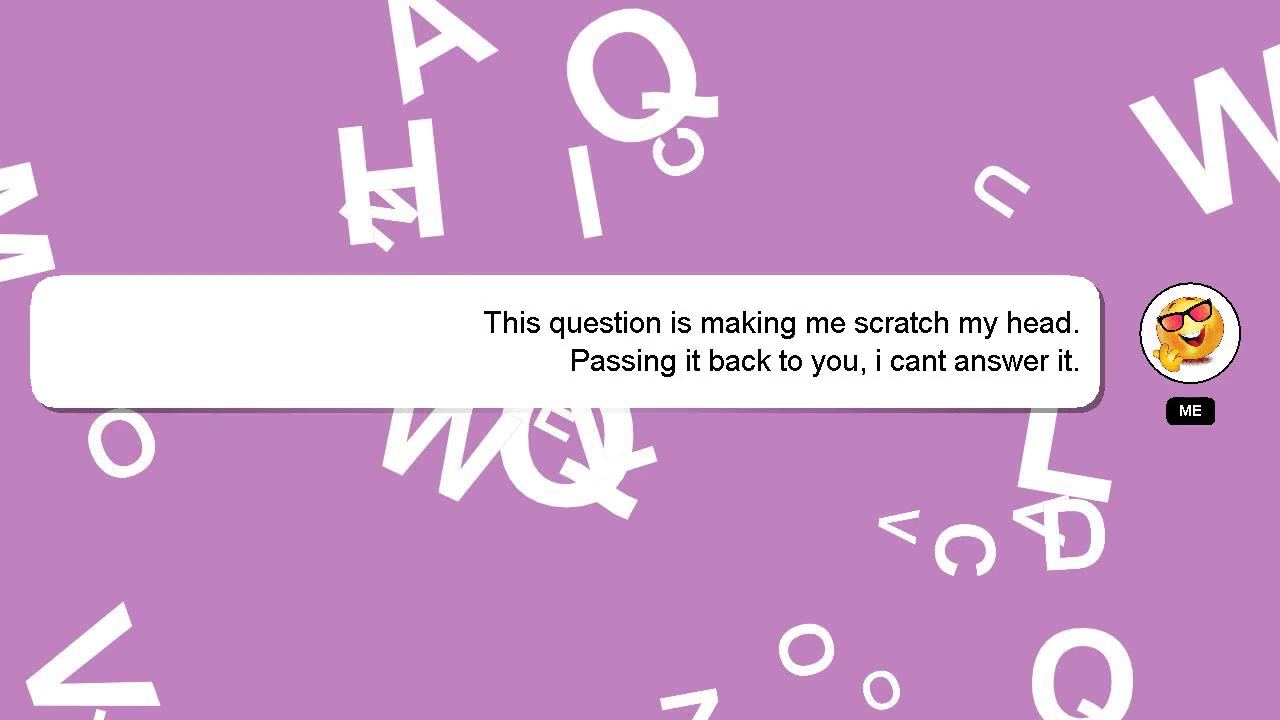 A
Q
H
I
C
M
U
W
M
This question is making me scratch my head.
Passing it back to you, i cant answer it.
ME
O
W
Q
E
L
L
V
C
A
D
V
O
O
Q